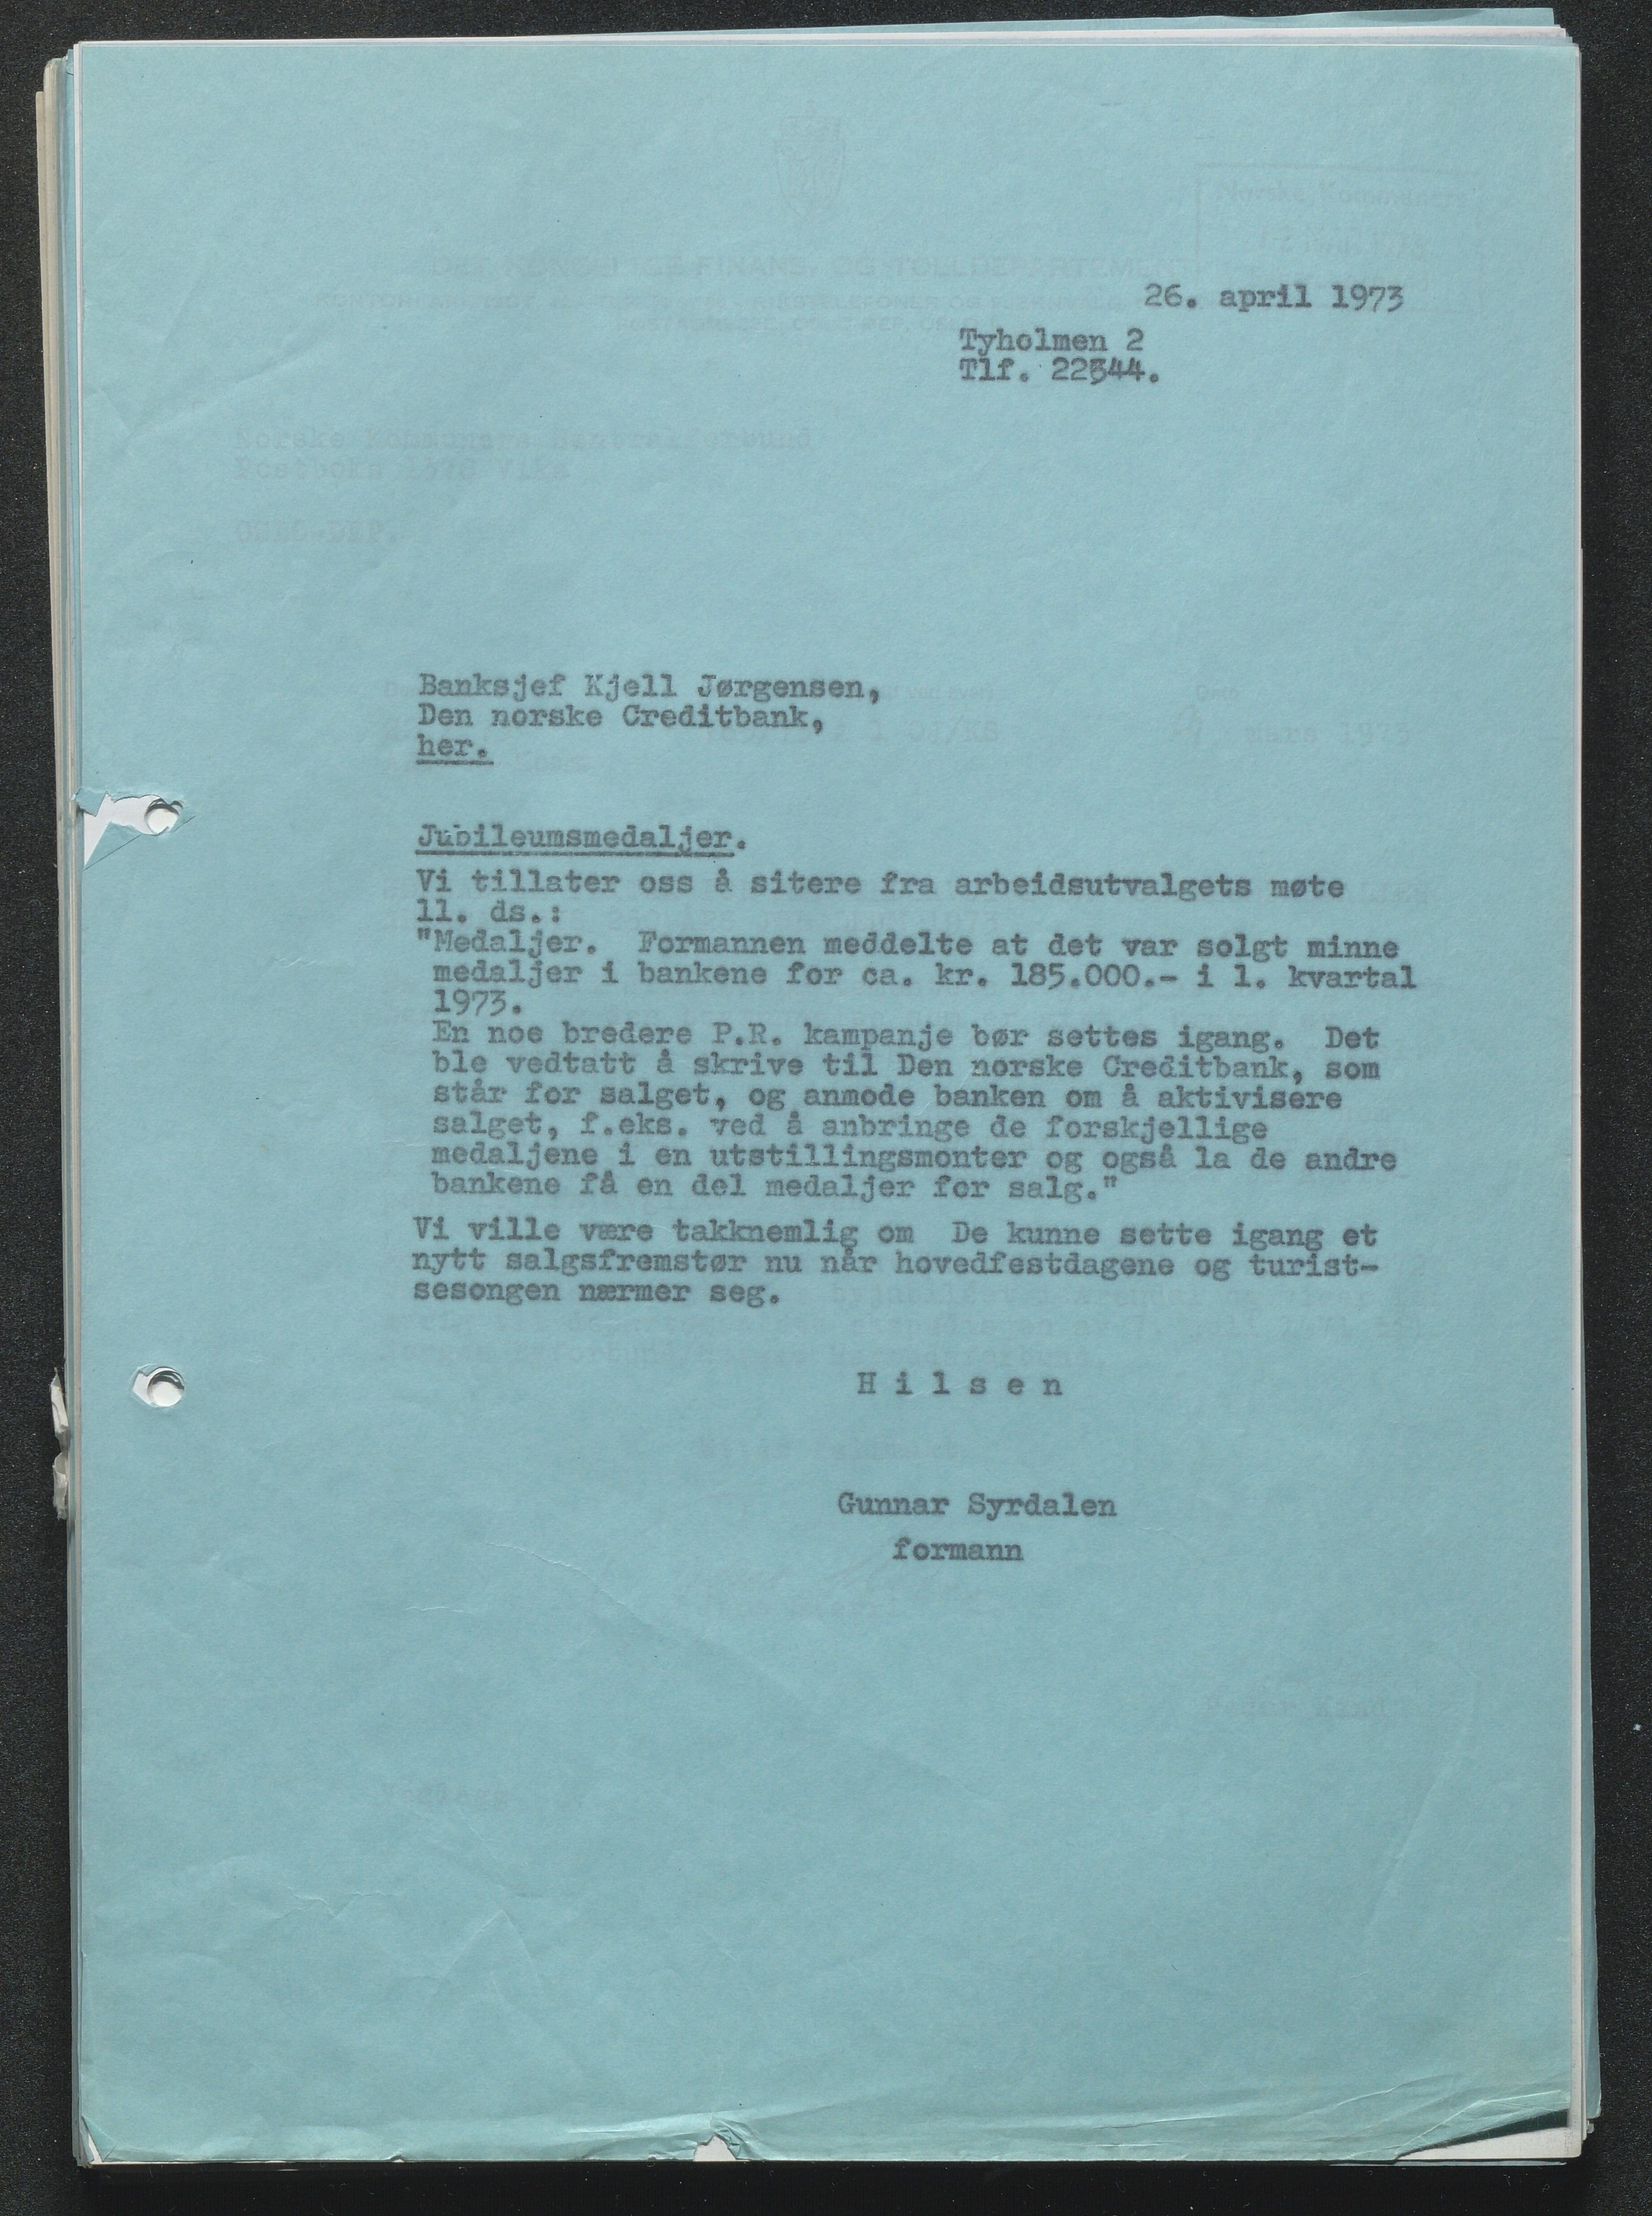 26. april 1973
Tyholmen 2
Tlf. 22344.
Banksjef Kjell Jørgensen,
Den norske Creditbank,
her.
Jubileumsmedaljer.
Vi tillater oss å sitere fra arbeidsutvalgets møte
11. ds.:
"Medaljer. Formannen meddelte at det var solgt minne
medaljer i bankene for ca. kr. 185.000.- i 1. kvartal
1973.
En noe bredere P.R. kampanje bør settes igang. Det
ble vedtatt å skrive til Den norske Creditbank, som
står for salget, og anmode banken om å aktivisere
salget, f.eks. ved å anbringe de forskjellige
medaljene i en utstillingsmonter og også la de andre
bankene få en del medaljer for salg."
Vi ville være takknemlig om De kunne sette igang et
nytt salgsfremstør nu når hovedfestdagene og turist-
sesongen nærmer seg.
H i l s e n
Gunnar Syrdalen
formann